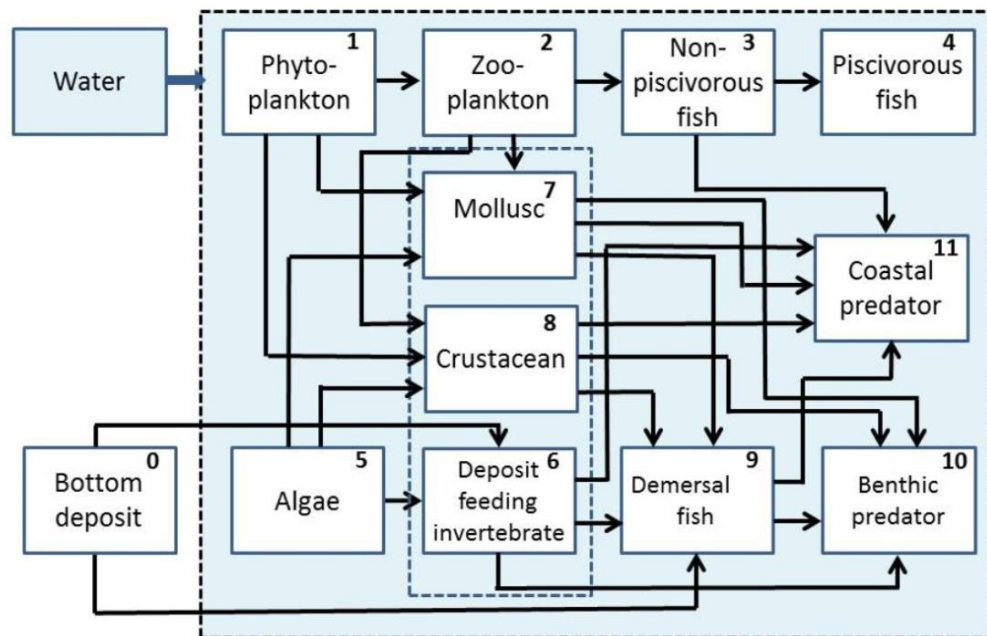 Water
1
Phyto-
plankton
2
Zoo-
plankton
3
Non-
piscivorous
fish
4
Piscivorous
fish
7
Mollusc
11
Coastal
predator
8
Crustacean
0
Bottom
deposit
5
Algae
6
Deposit
feeding
invertebrate
9
Demersal
fish
10
Benthic
predator